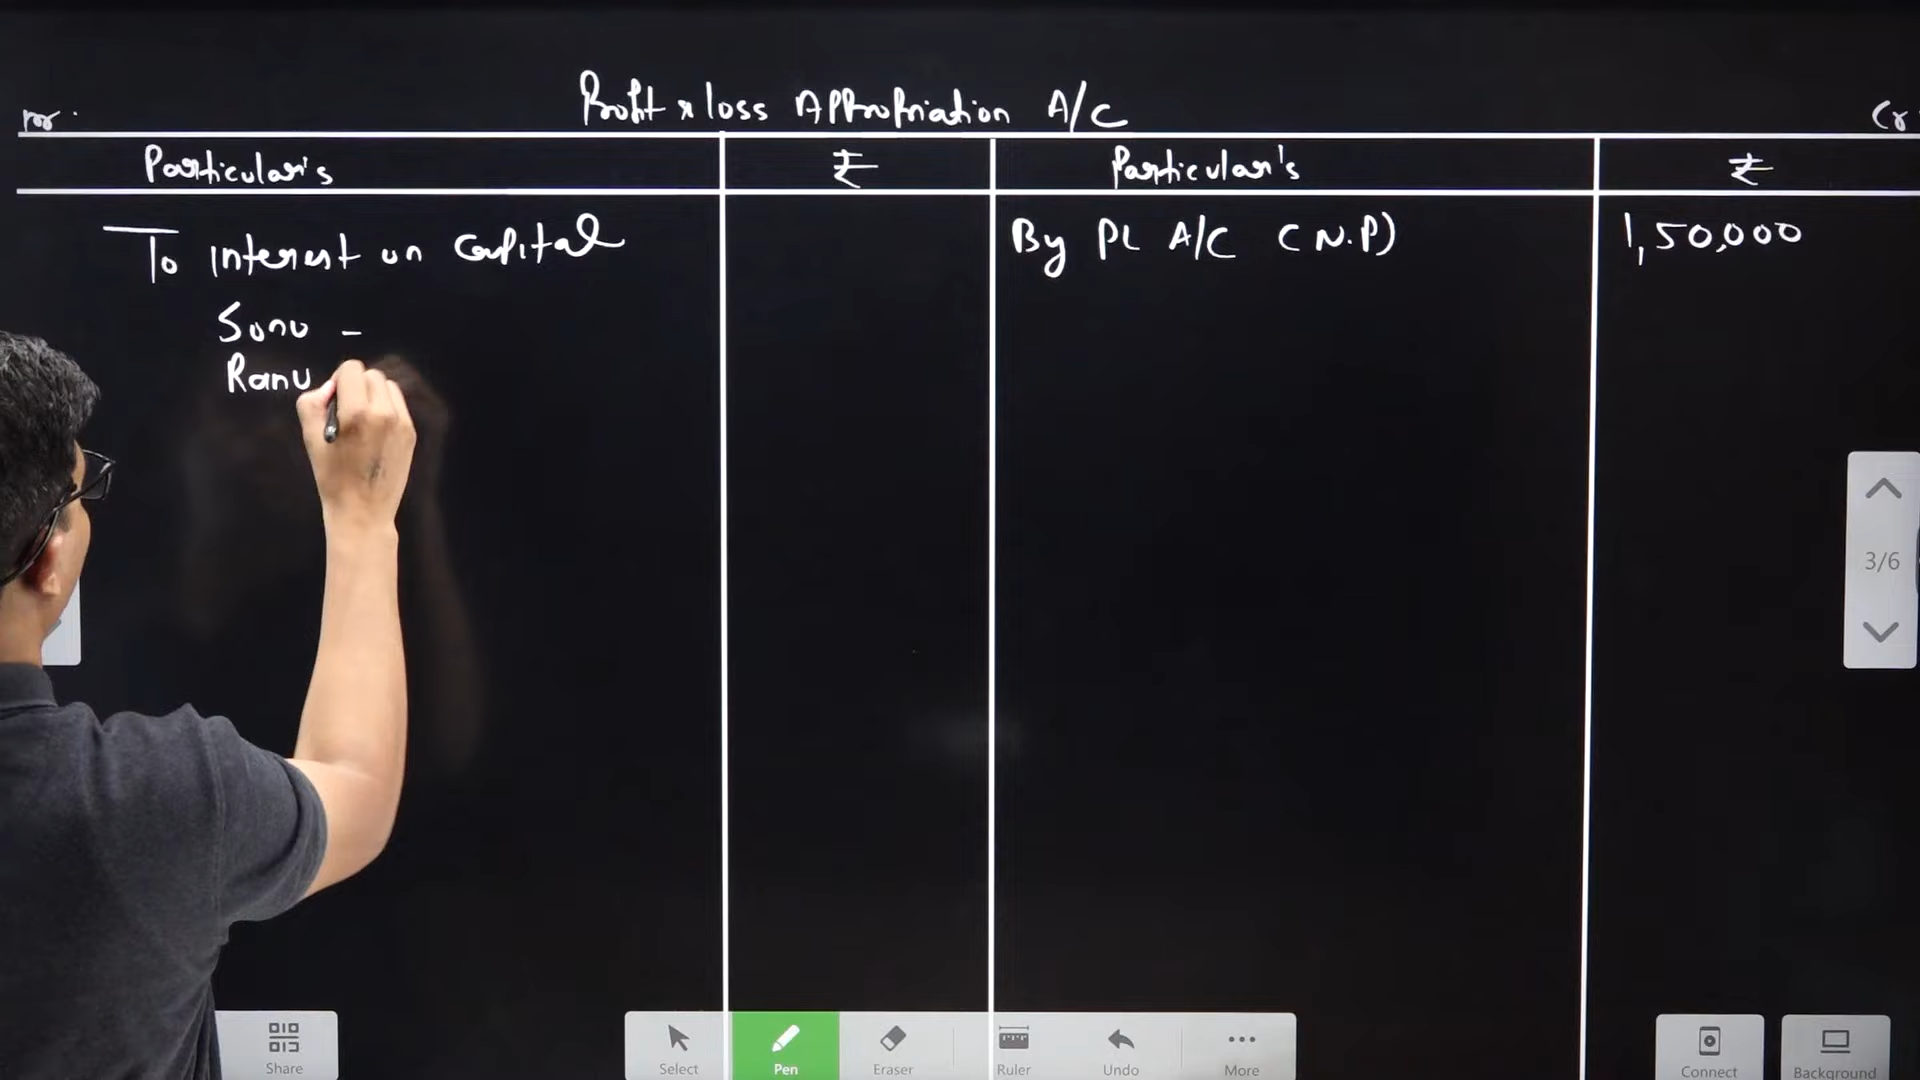 Profit & loss Appropriation A/C
Dr.
Cr
Particular's ₹ Particular's ₹
To interest on Capital
By PL A/C (N.P) 1,50,000
Sonu -
Ranu
3/6
Share
Select
Pen
Eraser
Ruler
Undo
More
Connect
Background